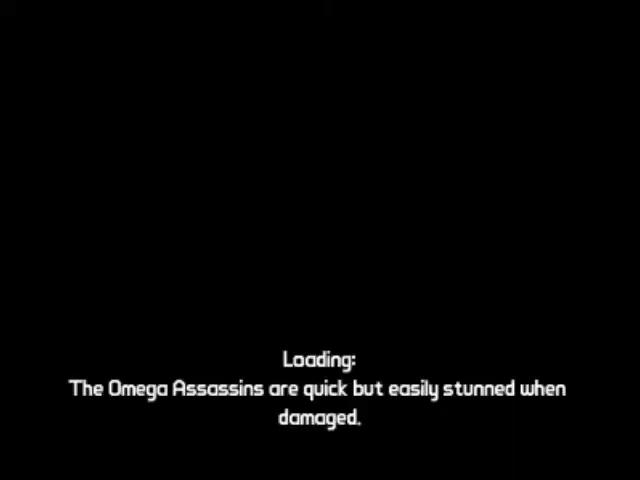 Loading:
The Omega Assassins are quick but easily stunned when
damaged.